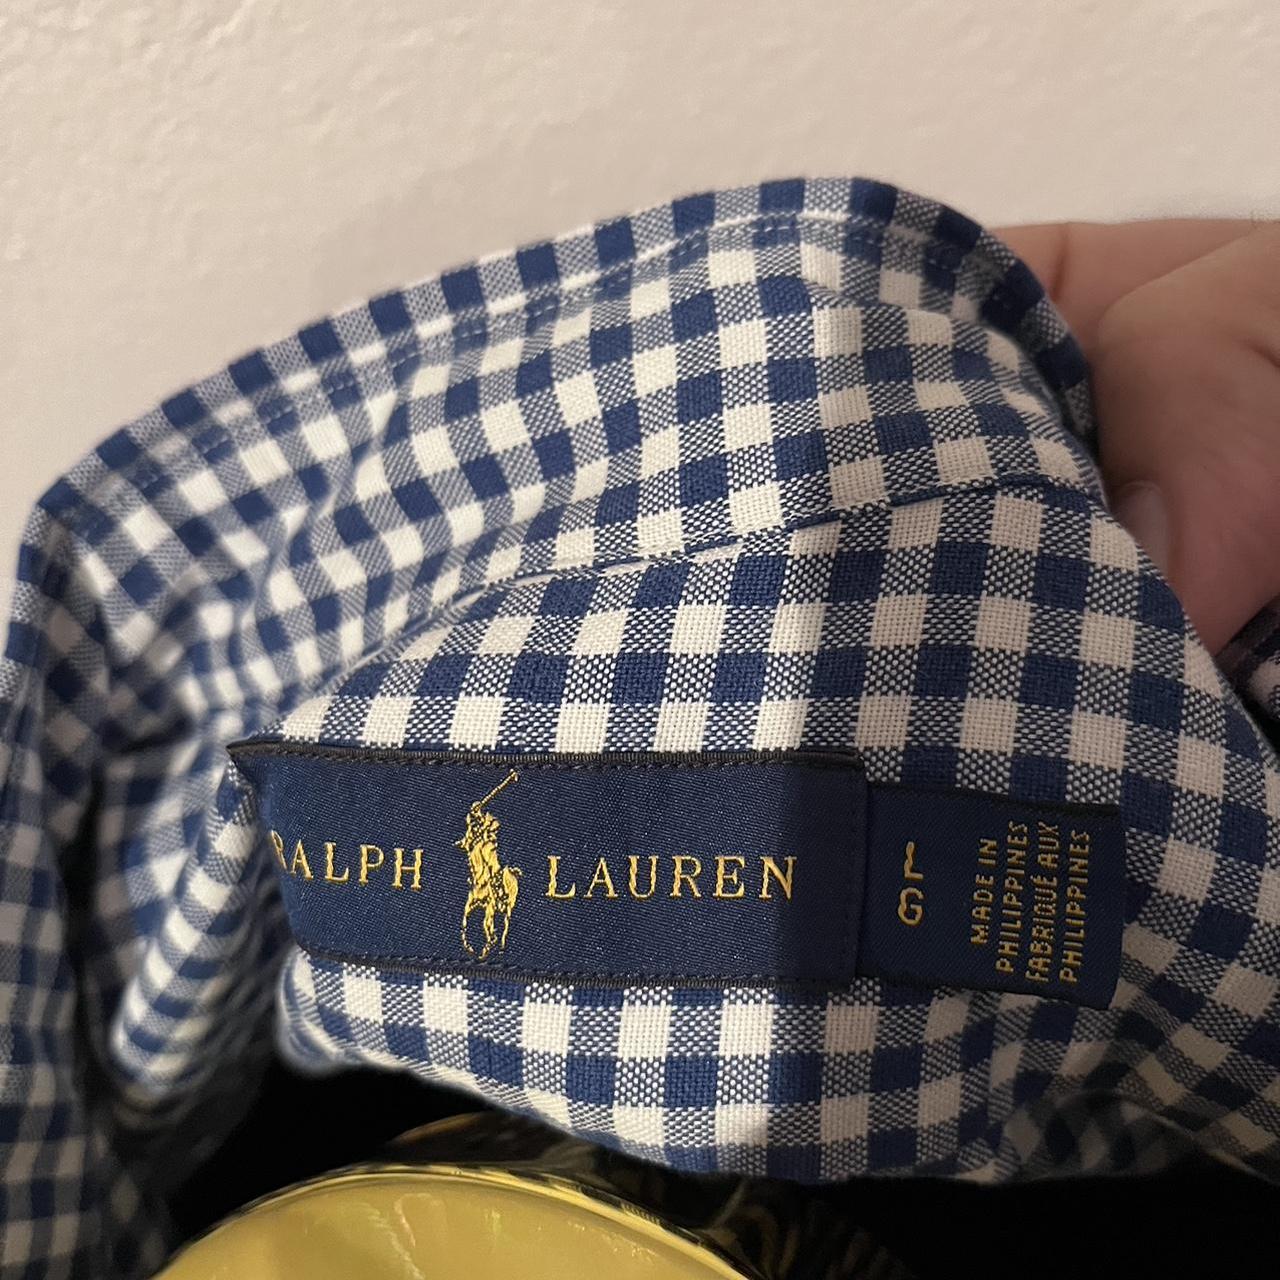 RALPH LAUREN
L
G
MADE IN
PHILIPPINES
FABRIQUÉ AUX
PHILIPPINES